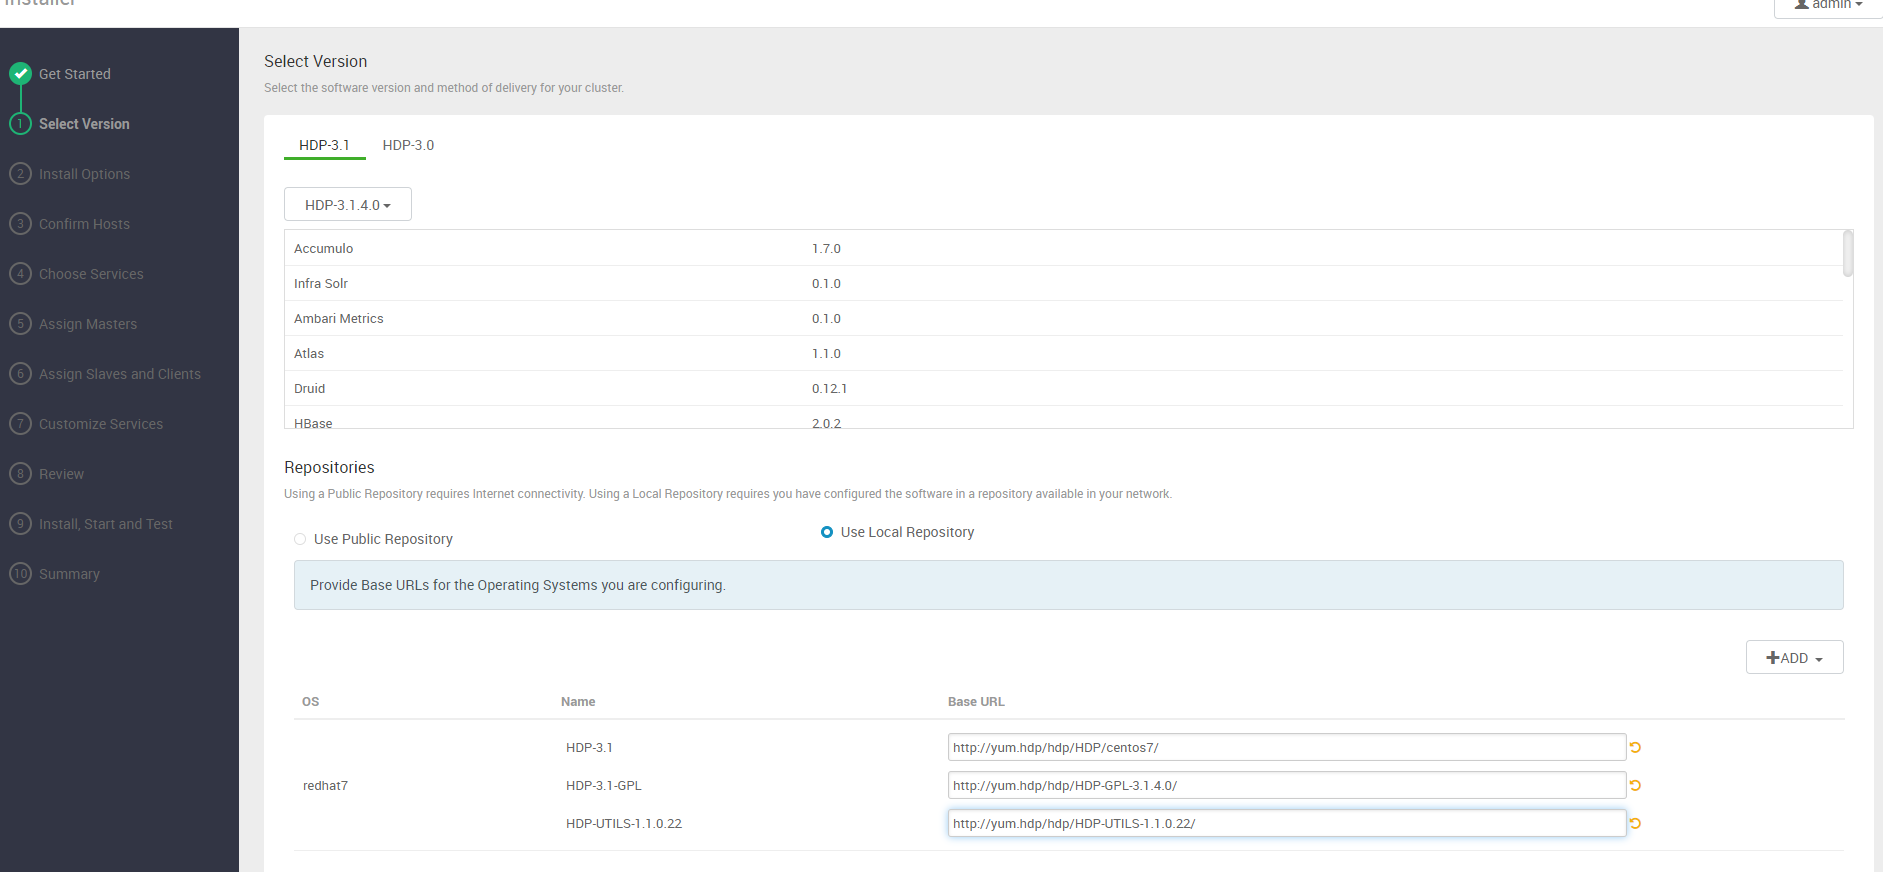 Installer
admin
Get Started
1 Select Version
2 Install Options
3 Confirm Hosts
4 Choose Services
5 Assign Masters
6 Assign Slaves and Clients
7 Customize Services
8 Review
9 Install, Start and Test
10 Summary
Select Version
Select the software version and method of delivery for your cluster.
HDP-3.1 HDP-3.0
HDP-3.1.4.0
Accumulo 1.7.0
Infra Solr 0.1.0
Ambari Metrics 0.1.0
Atlas 1.1.0
Druid 0.12.1
HBase 2.0.2
Repositories
Using a Public Repository requires Internet connectivity. Using a Local Repository requires you have configured the software in a repository available in your network.
Use Public Repository Use Local Repository
Provide Base URLs for the Operating Systems you are configuring.
ADD
OS Name Base URL
HDP-3.1 http://yum.hdp/hdp/HDP/centos7/
redhat7 HDP-3.1-GPL http://yum.hdp/hdp/HDP-GPL-3.1.4.0/
HDP-UTILS-1.1.0.22 http://yum.hdp/hdp/HDP-UTILS-1.1.0.22/